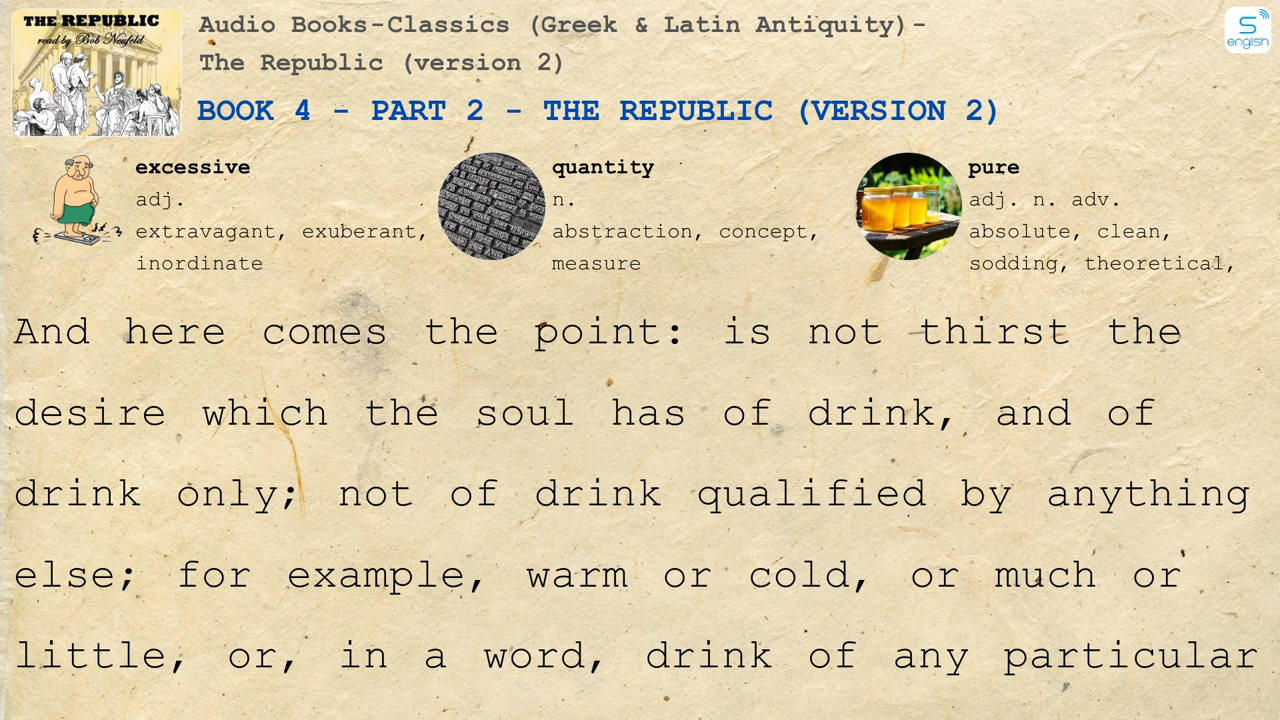 THE REPUBLIC
read by Bob Neufeld
Audio Books-Classics (Greek & Latin Antiquity)-
The Republic (version 2)
BOOK 4 - PART 2 - THE REPUBLIC (VERSION 2)
S
english
excessive
adj.
extravagant, exuberant,
inordinate
quantity
n.
abstraction, concept,
measure
pure
adj. n. adv.
absolute, clean,
sodding, theoretical,
And here comes the point: is not thirst the
desire which the soul has of drink, and of
drink only; not of drink qualified by anything
else; for example, warm or cold, or much or
little, or, in a word, drink of any particular